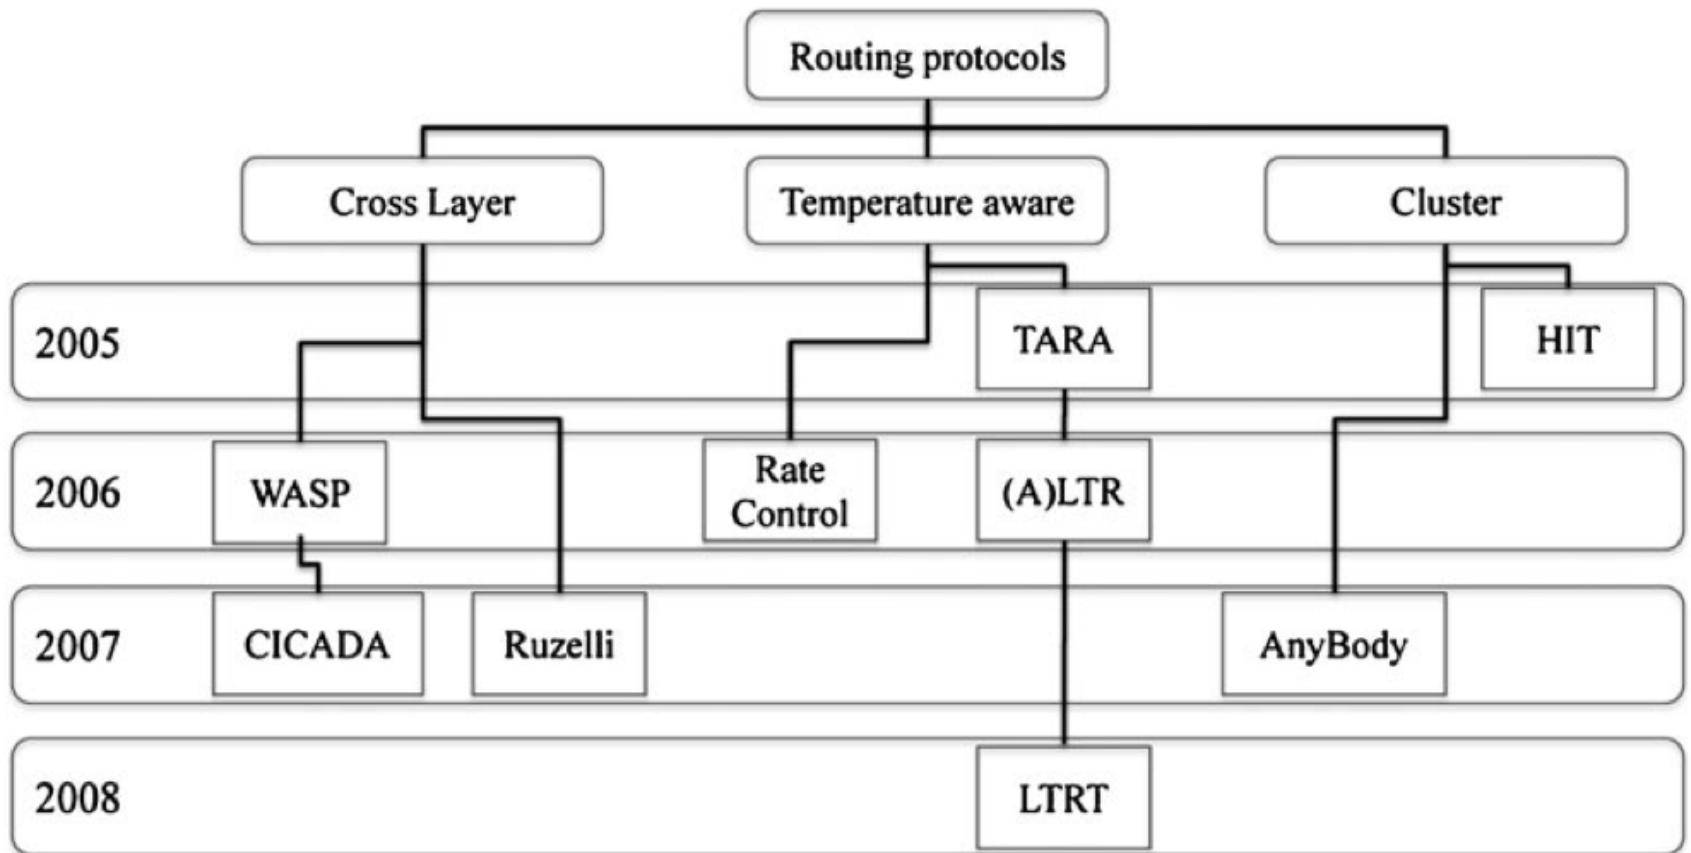 Routing protocols
Cross Layer
Temperature aware
Cluster
2005
TARA
HIT
2006
WASP
Rate
Control
(A)LTR
2007
CICADA
Ruzelli
AnyBody
2008
LTRT